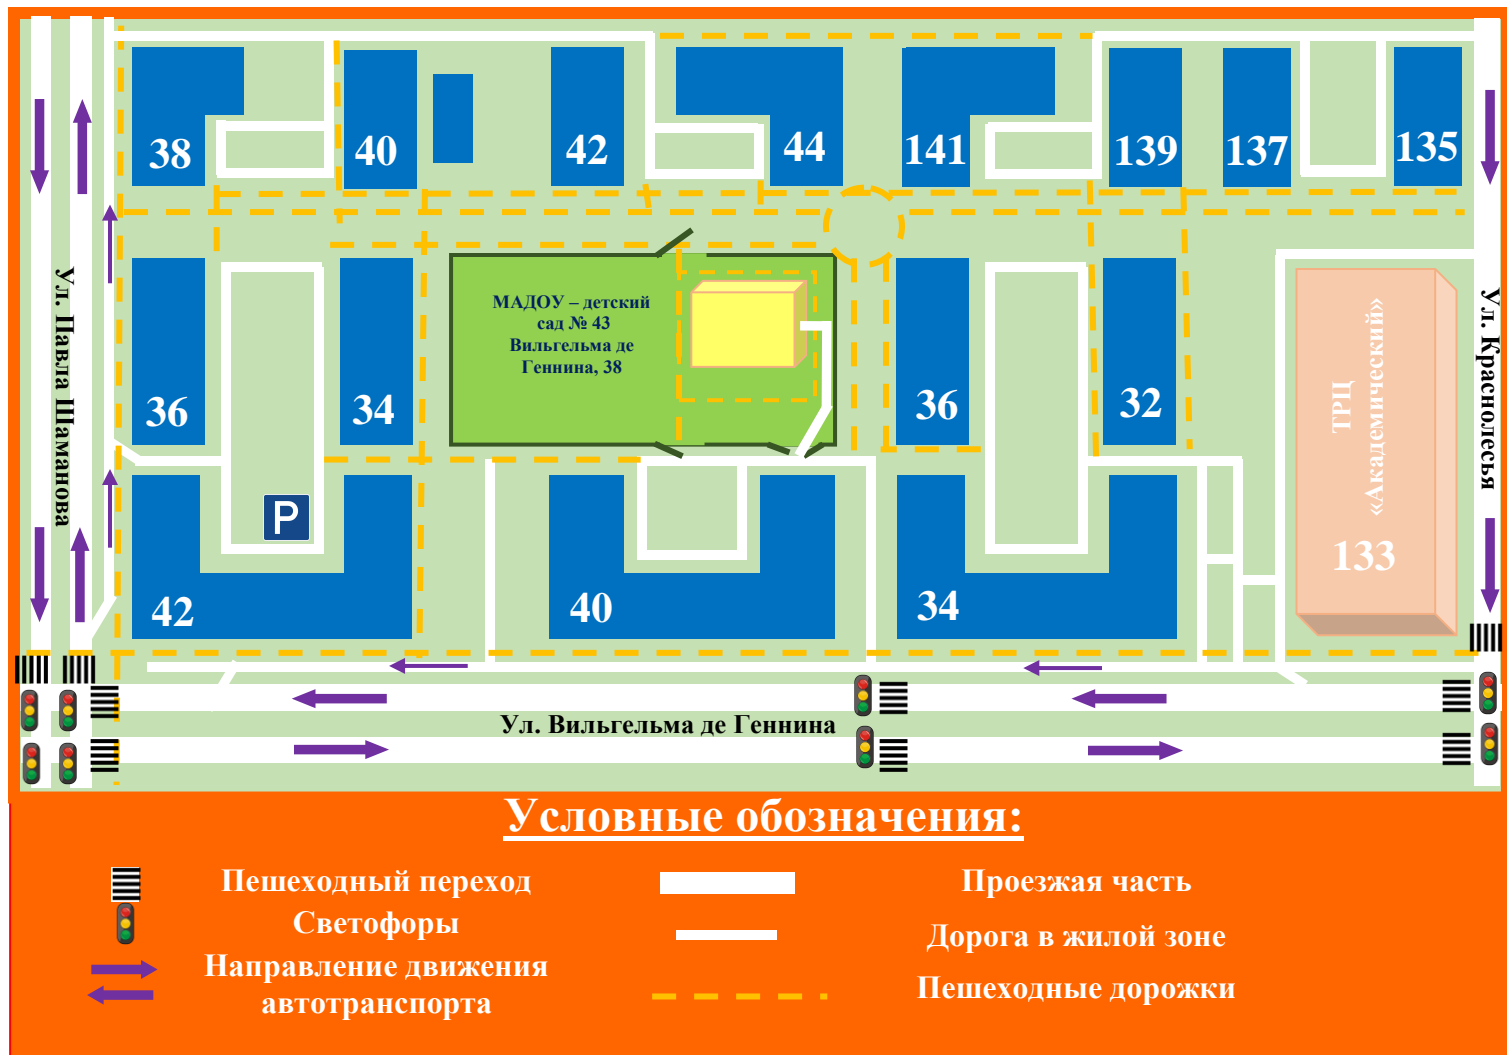 38
40
42
44
141
139
137
135
36
34
МАДОУ – детский
сад № 43
Вильгельма де
Геннина, 38
36
32
ТРЦ
«Академический»
133
Ул. Павла Шаманова
Ул. Краснолесья
P
42
40
34
Ул. Вильгельма де Геннина
Условные обозначения:
Пешеходный переход
Светофоры
Направление движения
автотранспорта
Проезжая часть
Дорога в жилой зоне
Пешеходные дорожки